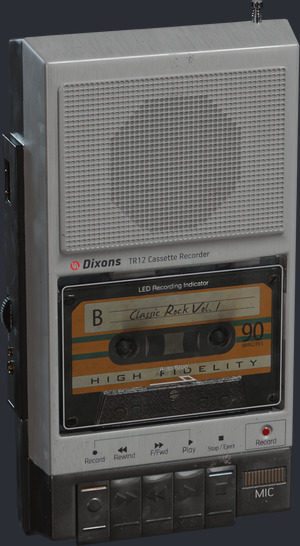 Dixons TR12 Cassette Recorder
LED Recording Indicator
B Classic Rock Vol. 1
90
HIGH FIDELITY
Record Rewind F/Fwd Play Stop / Eject
Record
MIC